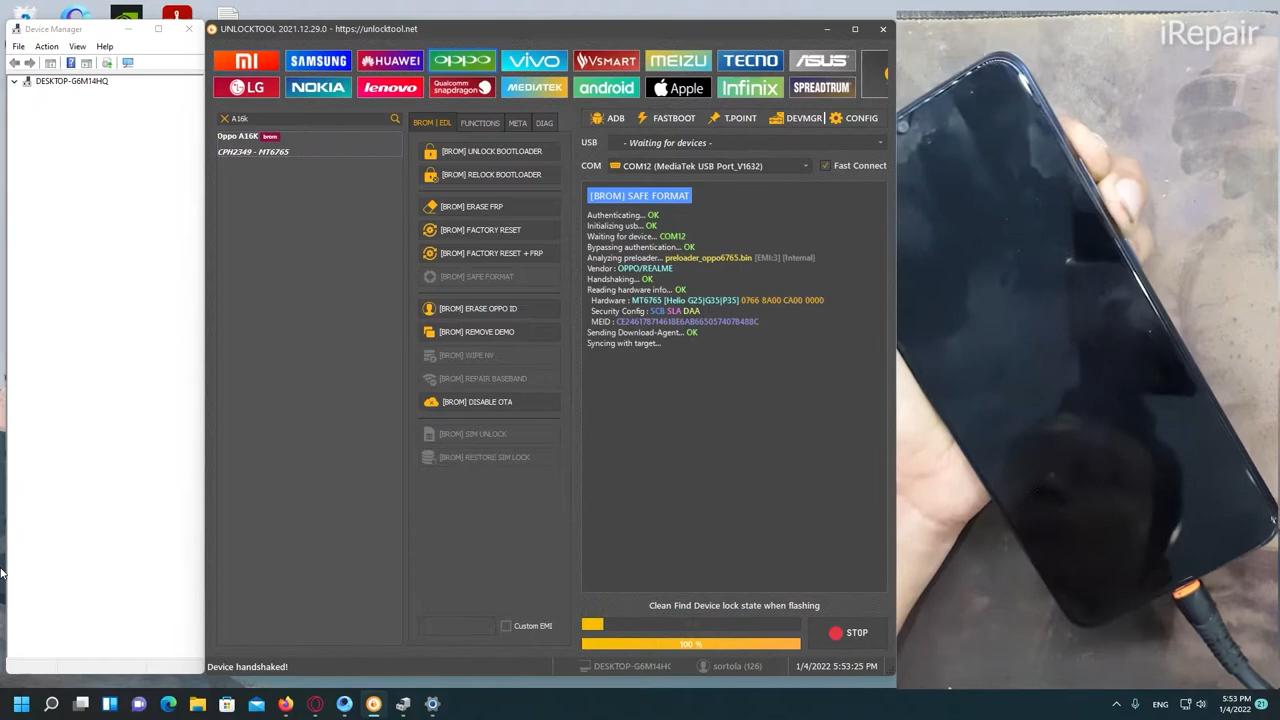 iRepair
Device Manager
File Action View Help
DESKTOP-G6M14HQ
UNLOCKTOOL 2021.12.29.0 - https://unlocktool.net
mi SAMSUNG HUAWEI oppo vivo VSMART MEIZU TECNO ASUS
LG NOKIA lenovo Qualcomm snapdragon MEDIATEK android Apple Infinix SPREADTRUM
A16k
Oppo A16K brom
CPH2349 - MT6765
BROM | EDL FUNCTIONS META DIAG
[BROM] UNLOCK BOOTLOADER
[BROM] RELOCK BOOTLOADER
[BROM] ERASE FRP
[BROM] FACTORY RESET
[BROM] FACTORY RESET + FRP
[BROM] SAFE FORMAT
[BROM] ERASE OPPO ID
[BROM] REMOVE DEMO
[BROM] WIPE NV
[BROM] REPAIR BASEBAND
[BROM] DISABLE OTA
[BROM] SIM UNLOCK
[BROM] RESTORE SIM LOCK
Custom EMI
ADB FASTBOOT T.POINT DEVMGR CONFIG
USB - Waiting for devices -
COM COM12 (MediaTek USB Port_V1632) Fast Connect
[BROM] SAFE FORMAT
Authenticating... OK
Initializing usb... OK
Waiting for device... COM12
Bypassing authentication... OK
Analyzing preloader... preloader_oppo6765.bin [EMI:3] [Internal]
Vendor : OPPO/REALME
Handshaking... OK
Reading hardware info... OK
Hardware : MT6765 [Helio G25|G35|P35] 0766 8A00 CA00 0000
Security Config : SCB SLA DAA
MEID : CE246178714618E6AB6650574078488C
Sending Download-Agent... OK
Syncing with target...
Clean Find Device lock state when flashing
100 %
STOP
Device handshaked!
DESKTOP-G6M14HQ
sortola (126)
1/4/2022 5:53:25 PM
ENG
5:53 PM
1/4/2022
21